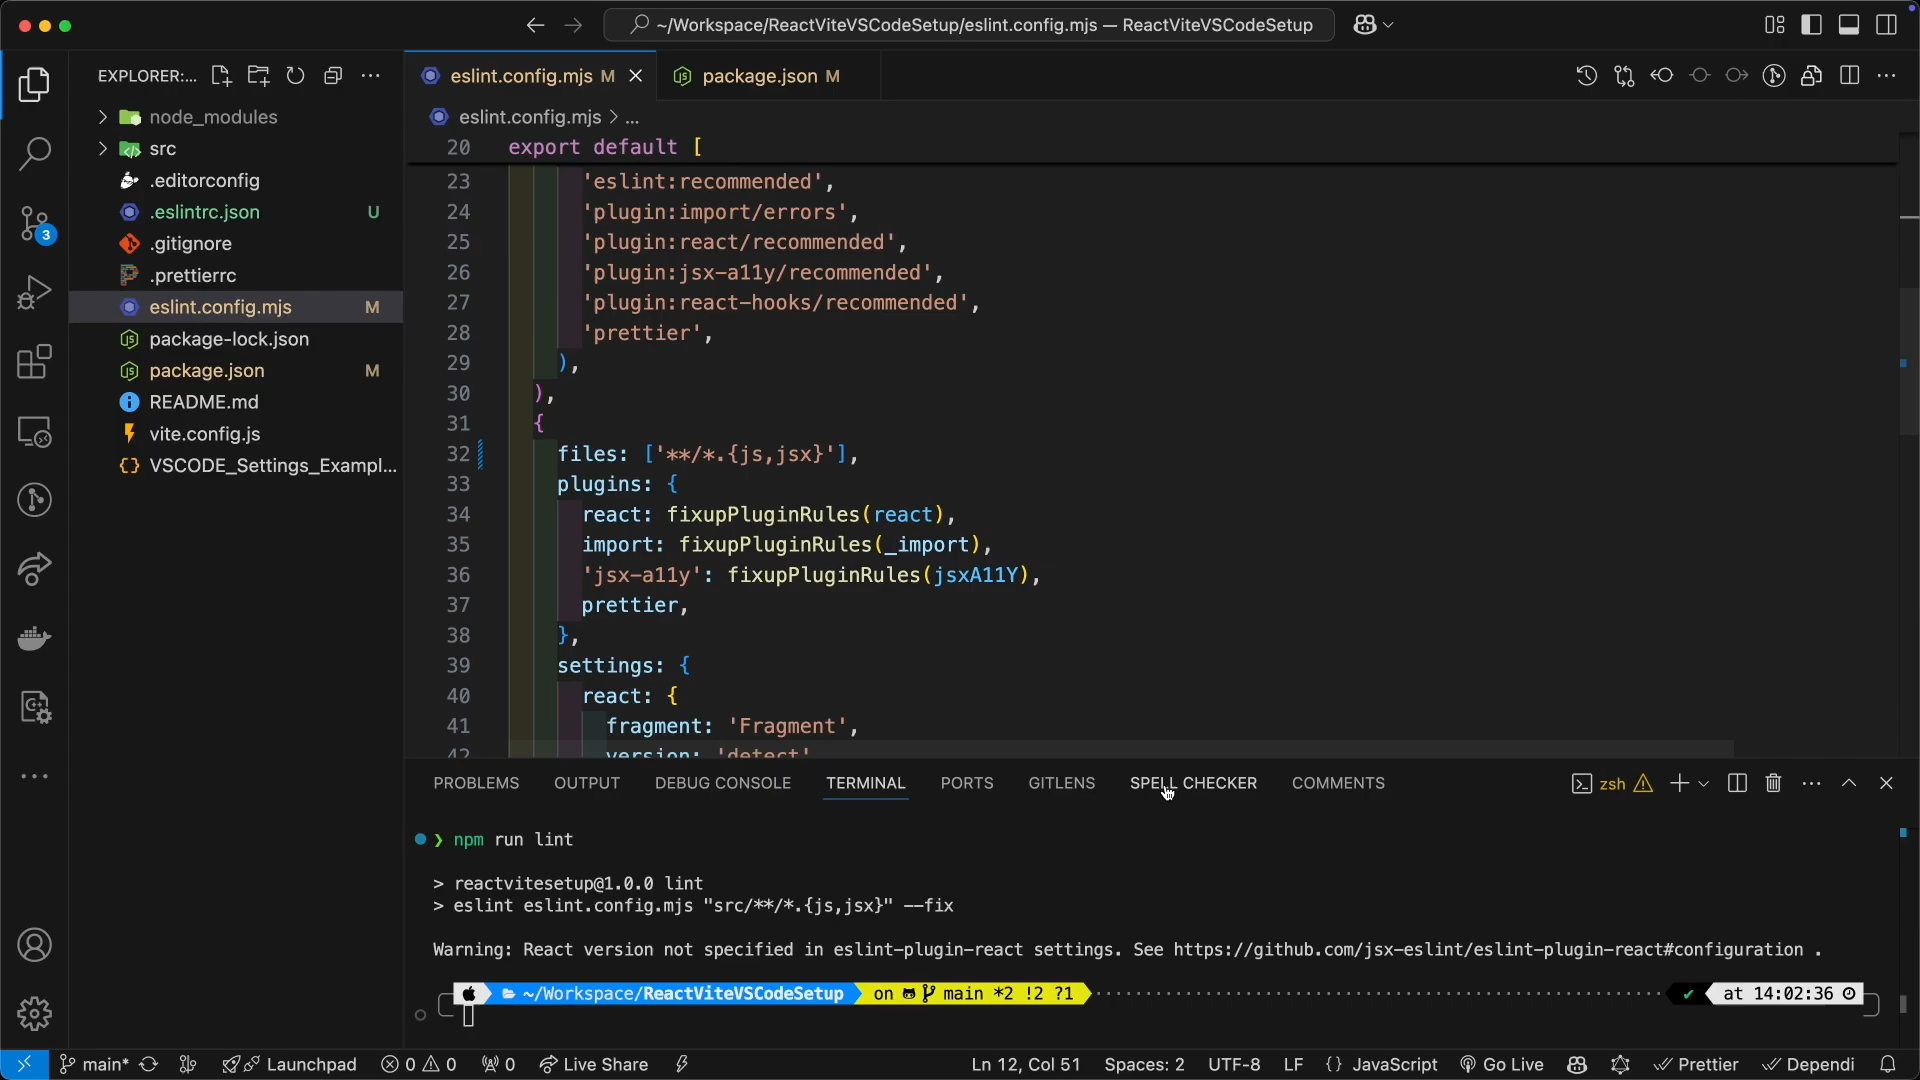 ~/Workspace/ReactViteVSCodeSetup/eslint.config.mjs — ReactViteVSCodeSetup
EXPLORER:...
node_modules
src
.editorconfig
.eslintrc.json U
.gitignore
.prettierrc
eslint.config.mjs M
package-lock.json
package.json M
README.md
vite.config.js
VSCODE_Settings_Exampl...
3
eslint.config.mjs M
package.json M
eslint.config.mjs > ...
20 export default [
23 'eslint:recommended',
24 'plugin:import/errors',
25 'plugin:react/recommended',
26 'plugin:jsx-a11y/recommended',
27 'plugin:react-hooks/recommended',
28 'prettier',
29 ),
30 ),
31 {
32 files: ['**/*.{js,jsx}'],
33 plugins: {
34 react: fixupPluginRules(react),
35 import: fixupPluginRules(_import),
36 'jsx-a11y': fixupPluginRules(jsxA11Y),
37 prettier,
38 },
39 settings: {
40 react: {
41 fragment: 'Fragment',
42 version: 'detect'
PROBLEMS OUTPUT DEBUG CONSOLE TERMINAL PORTS GITLENS SPELL CHECKER COMMENTS
zsh
❯ npm run lint
> reactvitesetup@1.0.0 lint
> eslint eslint.config.mjs "src/**/*.{js,jsx}" --fix
Warning: React version not specified in eslint-plugin-react settings. See https://github.com/jsx-eslint/eslint-plugin-react#configuration .
~/Workspace/ReactViteVSCodeSetup on main *2 !2 ?1 ✔ at 14:02:36
main* Launchpad 0 0 0 Live Share Ln 12, Col 51 Spaces: 2 UTF-8 LF {} JavaScript Go Live Prettier Dependi